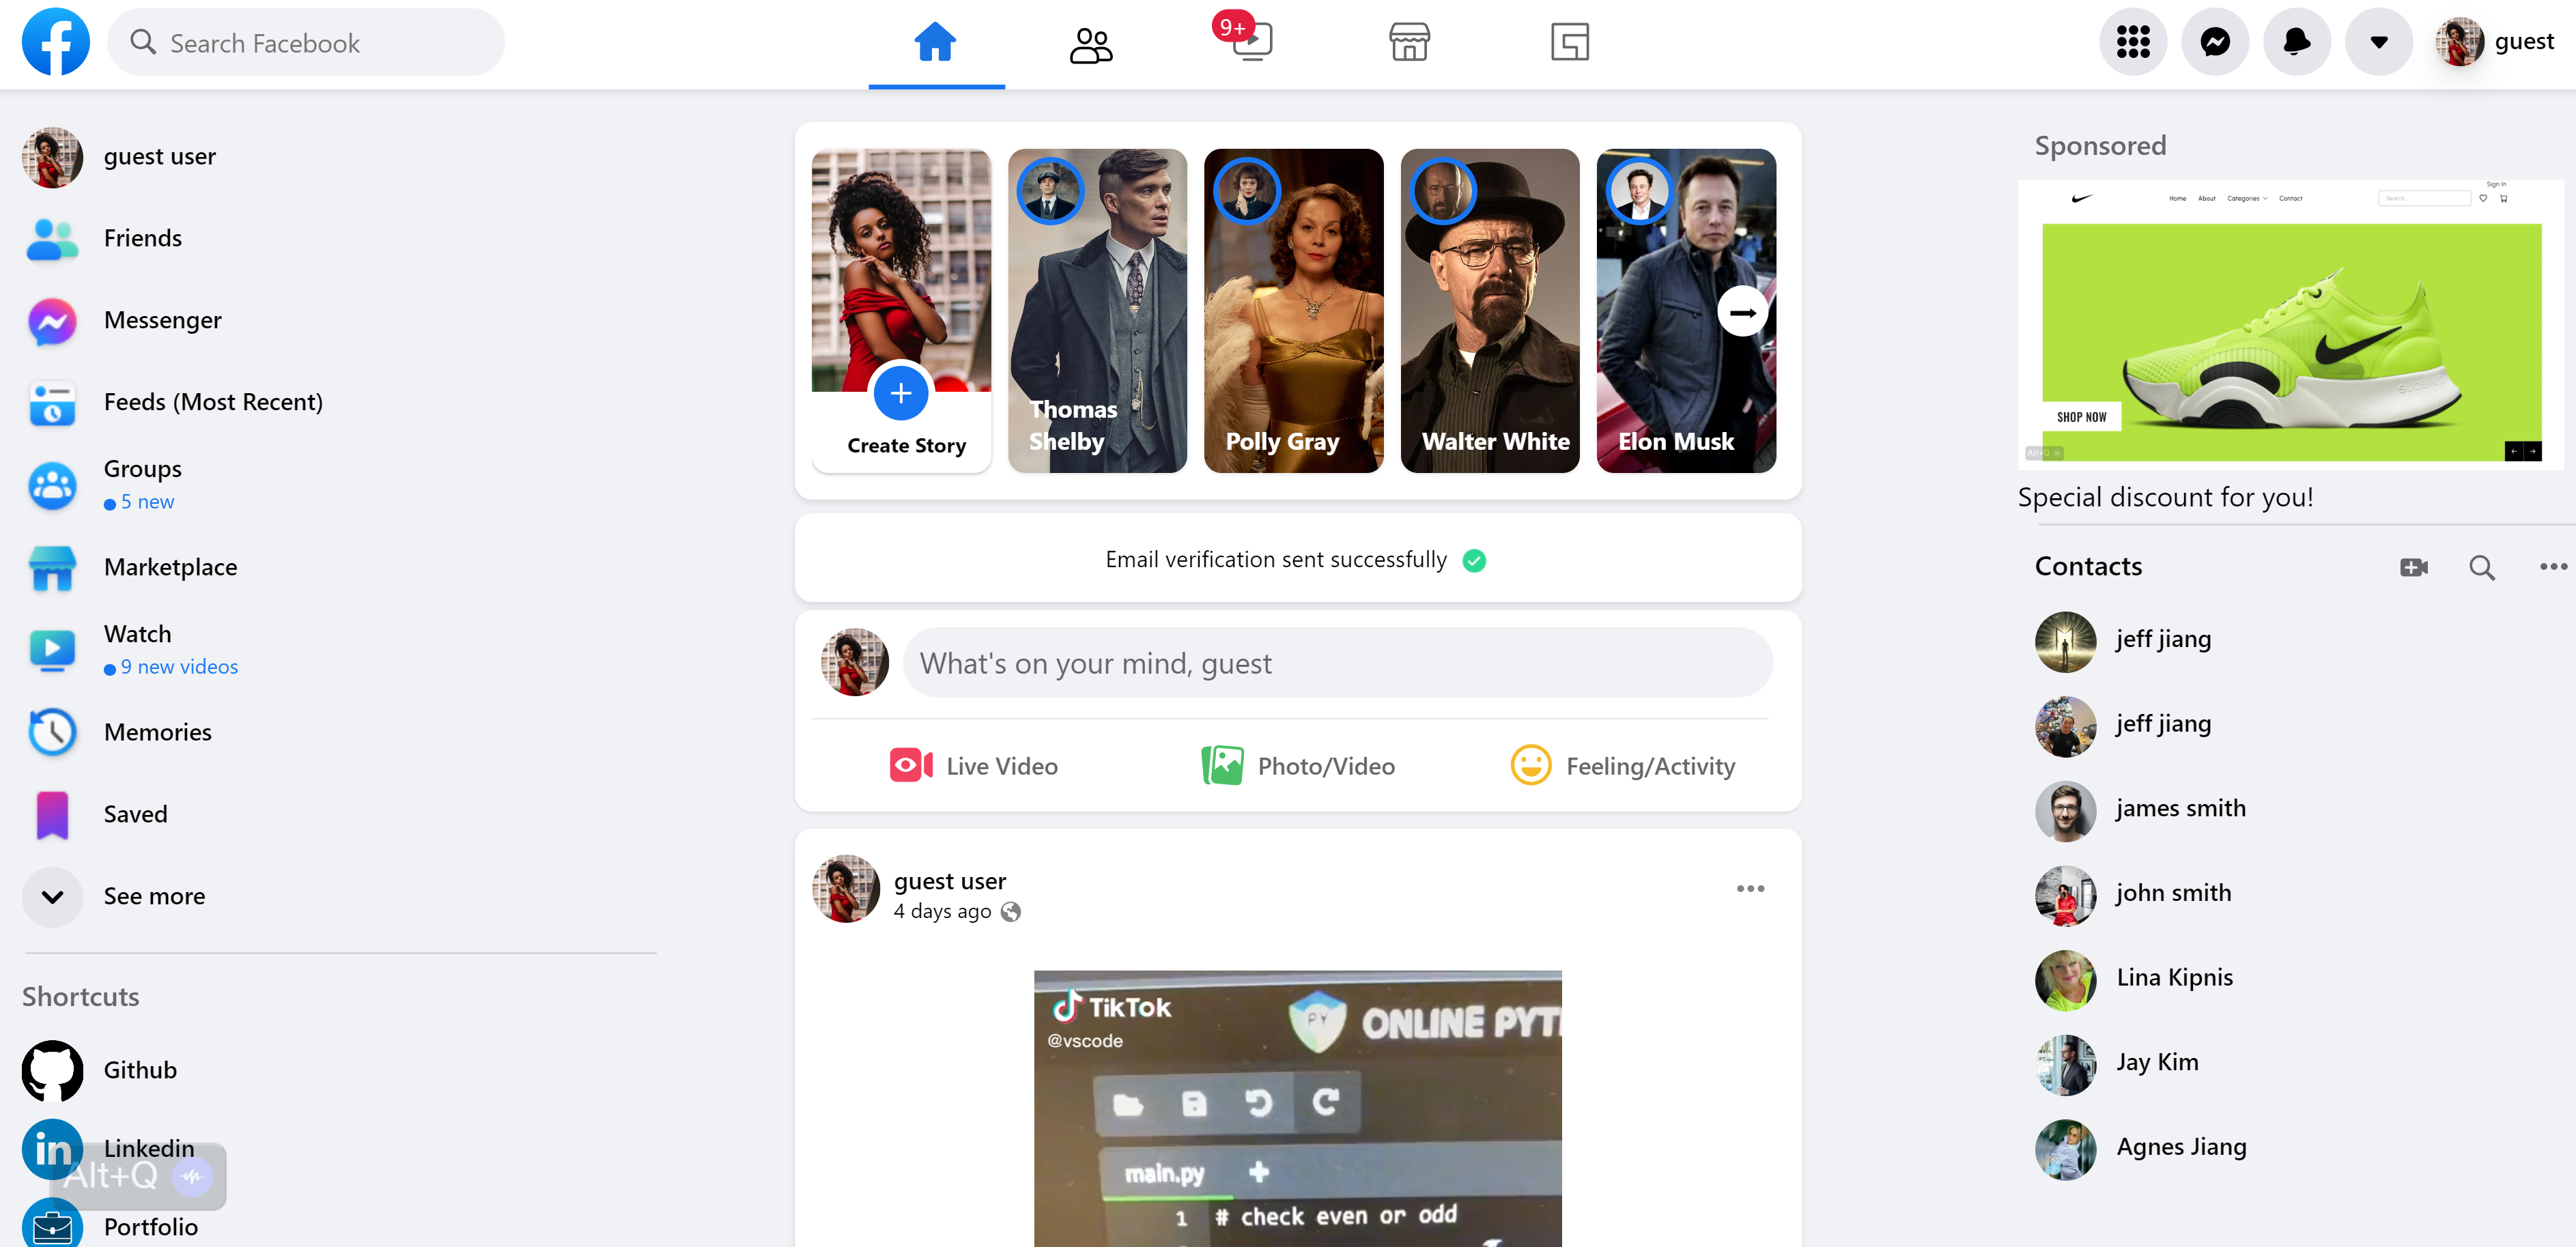 Search Facebook
9+
guest
guest user
Friends
Messenger
Feeds (Most Recent)
Groups
5 new
Marketplace
Watch
9 new videos
Memories
Saved
See more
Shortcuts
Github
Linkedin
Alt+Q
Portfolio
Create Story
Thomas
Shelby
Polly Gray
Walter White
Elon Musk
Email verification sent successfully
What's on your mind, guest
Live Video
Photo/Video
Feeling/Activity
guest user
4 days ago
TikTok
@vscode
PY
ONLINE PYT
main.py
1 # check even or odd
Sponsored
Sign In
Home About Categories Contact
Search..
SHOP NOW
Alt+Q
Special discount for you!
Contacts
jeff jiang
jeff jiang
james smith
john smith
Lina Kipnis
Jay Kim
Agnes Jiang